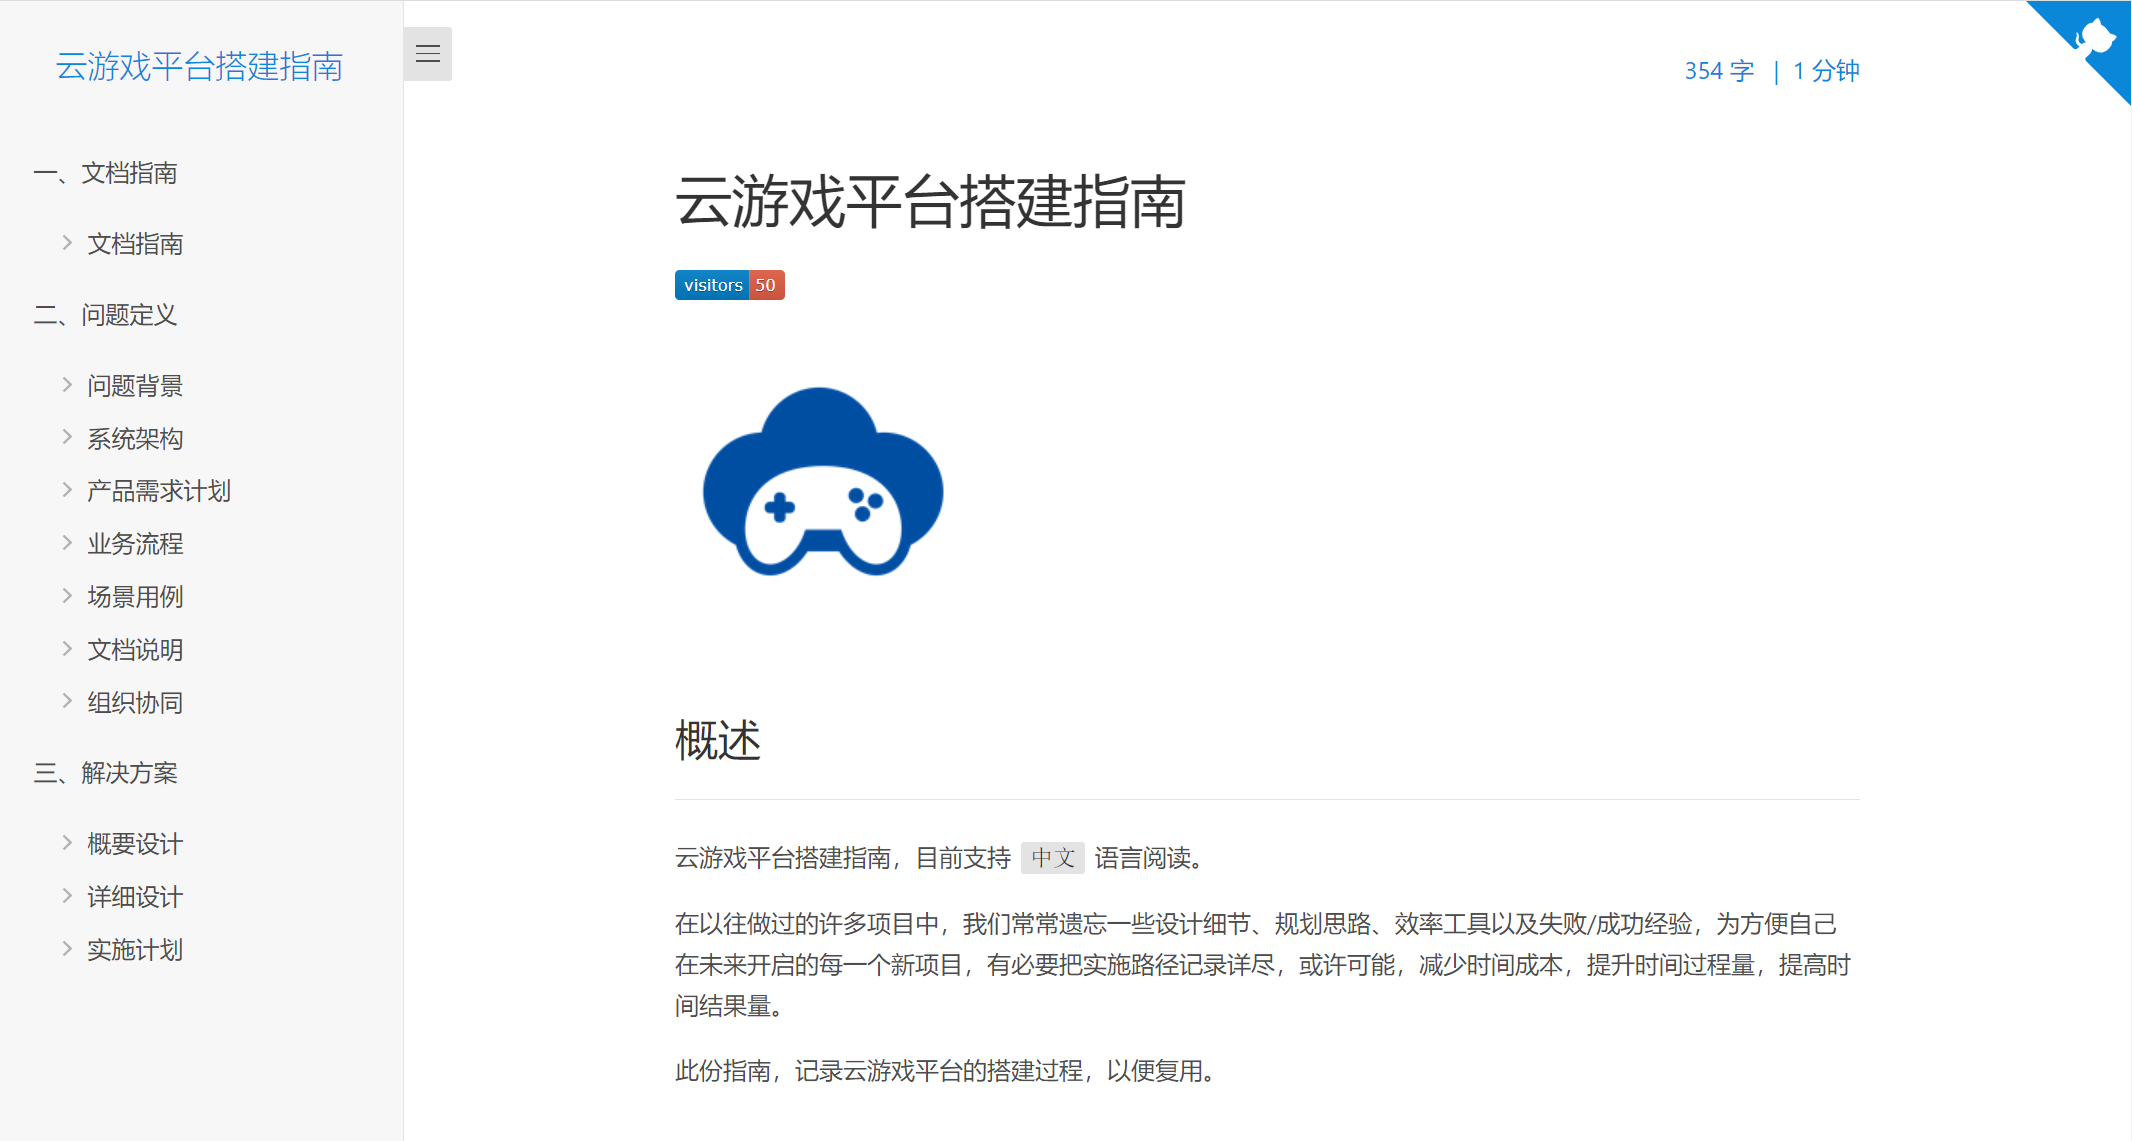 云游戏平台搭建指南
一、文档指南
文档指南
二、问题定义
问题背景
系统架构
产品需求计划
业务流程
场景用例
文档说明
组织协同
三、解决方案
概要设计
详细设计
实施计划
354 字 | 1 分钟
云游戏平台搭建指南
visitors 50
概述
云游戏平台搭建指南，目前支持 中文 语言阅读。
在以往做过的许多项目中，我们常常遗忘一些设计细节、规划思路、效率工具以及失败/成功经验，为方便自己
在未来开启的每一个新项目，有必要把实施路径记录详尽，或许可能，减少时间成本，提升时间过程量，提高时
间结果量。
此份指南，记录云游戏平台的搭建过程，以便复用。